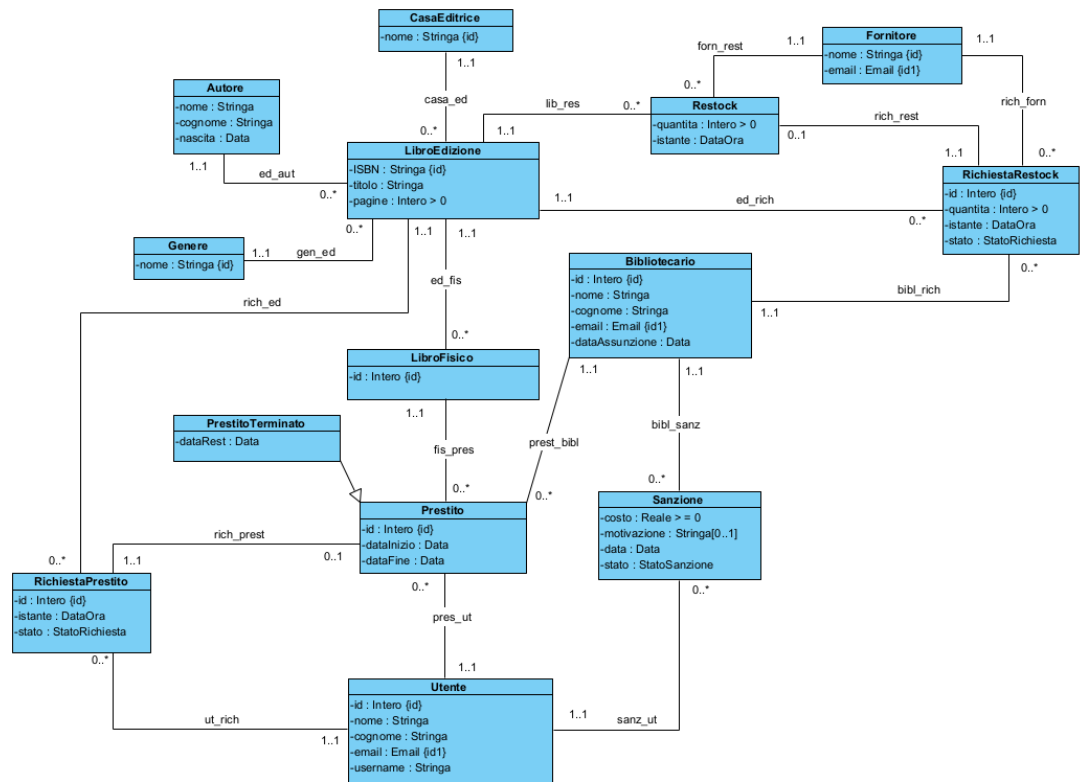 CasaEditrice
-nome : Stringa {id}
1..1
casa_ed
0..*
Fornitore
-nome : Stringa {id}
-email : Email {id1}
1..1
1..1
forn_rest
0..*
rich_forn
0..*
Autore
-nome : Stringa
-cognome : Stringa
-nascita : Data
1..1
ed_aut
0..*
lib_res
1..1
0..*
Restock
-quantita : Intero > 0
-istante : DataOra
0..1
rich_rest
1..1
LibroEdizione
-ISBN : Stringa {id}
-titolo : Stringa
-pagine : Intero > 0
1..1
ed_rich
0..*
RichiestaRestock
-id : Intero {id}
-quantita : Intero > 0
-istante : DataOra
-stato : StatoRichiesta
0..*
bibl_rich
1..1
Genere
-nome : Stringa {id}
1..1
gen_ed
0..*
1..1
1..1
rich_ed
0..*
ed_fis
0..*
Bibliotecario
-id : Intero {id}
-nome : Stringa
-cognome : Stringa
-email : Email {id1}
-dataAssunzione : Data
1..1
1..1
LibroFisico
-id : Intero {id}
1..1
fis_pres
0..*
prest_bibl
0..*
bibl_sanz
0..*
PrestitoTerminato
-dataRest : Data
Prestito
-id : Intero {id}
-dataInizio : Data
-dataFine : Data
Sanzione
-costo : Reale > = 0
-motivazione : Stringa[0..1]
-data : Data
-stato : StatoSanzione
rich_prest
1..1
0..1
0..*
0..*
RichiestaPrestito
-id : Intero {id}
-istante : DataOra
-stato : StatoRichiesta
0..*
pres_ut
1..1
ut_rich
1..1
Utente
-id : Intero {id}
-nome : Stringa
-cognome : Stringa
-email : Email {id1}
-username : Stringa
1..1
sanz_ut